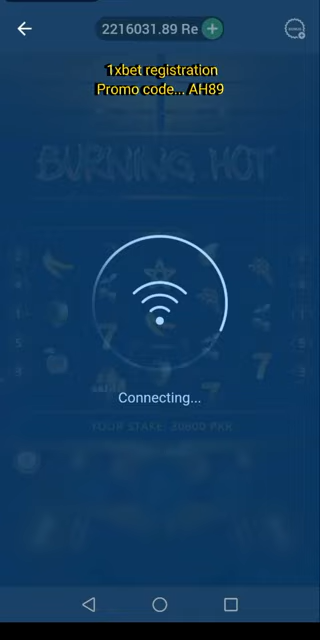 2216031.89 Re
1xbet registration
Promo code... AH89
BURNING HOT
Connecting...
YOUR STAKE: 30600 PKR